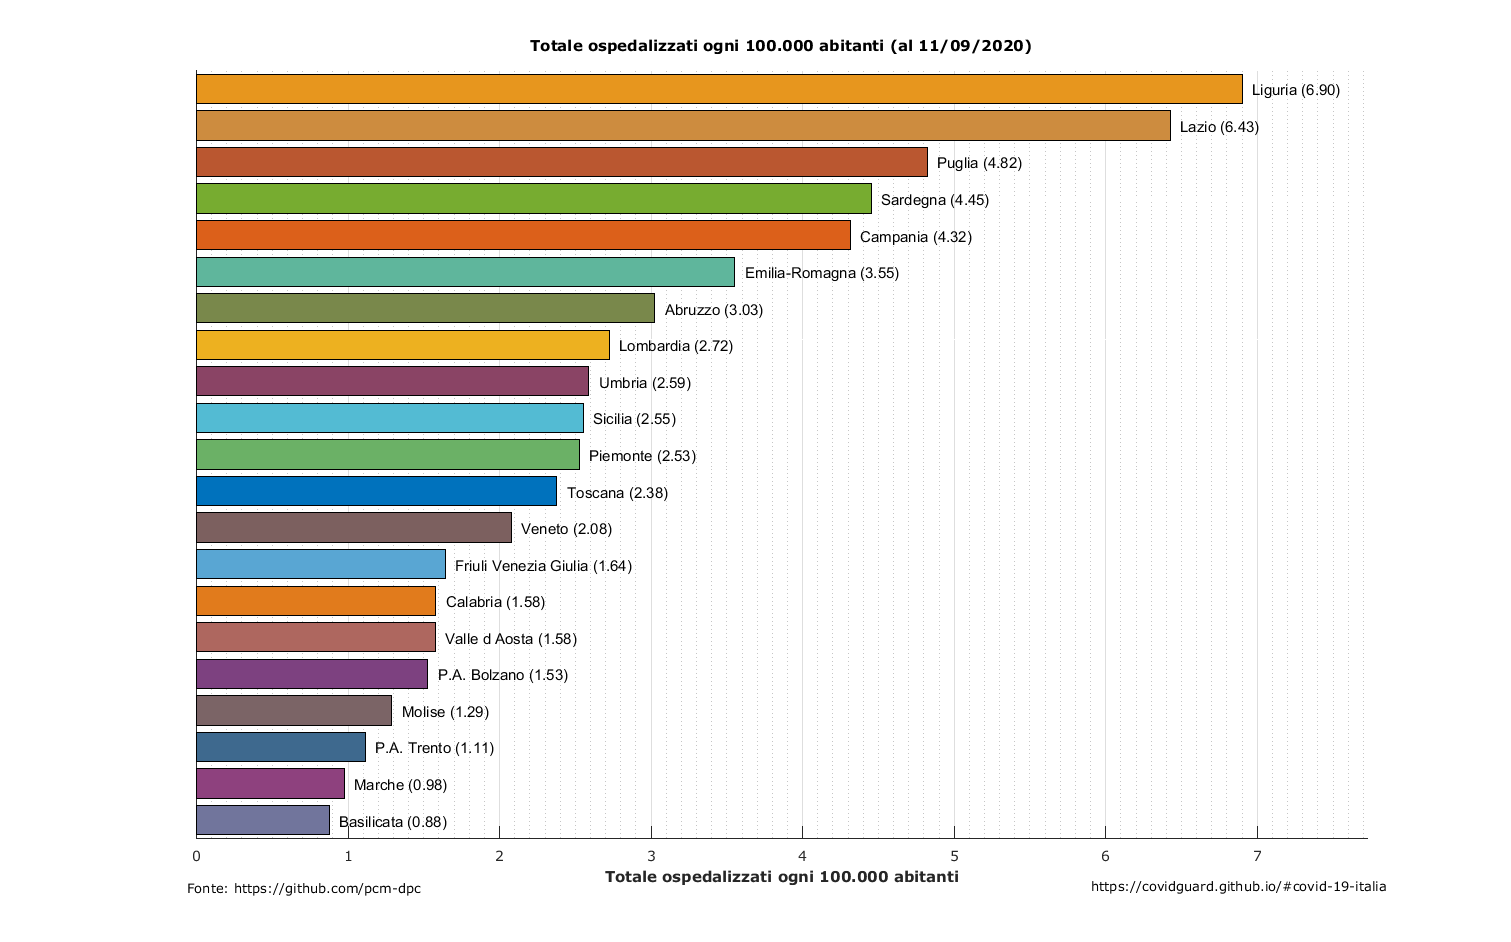 Totale ospedalizzati ogni 100.000 abitanti (al 11/09/2020)
Liguria (6.90)
Lazio (6.43)
Puglia (4.82)
Sardegna (4.45)
Campania (4.32)
Emilia-Romagna (3.55)
Abruzzo (3.03)
Lombardia (2.72)
Umbria (2.59)
Sicilia (2.55)
Piemonte (2.53)
Toscana (2.38)
Veneto (2.08)
Friuli Venezia Giulia (1.64)
Calabria (1.58)
Valle d Aosta (1.58)
P.A. Bolzano (1.53)
Molise (1.29)
P.A. Trento (1.11)
Marche (0.98)
Basilicata (0.88)
0 1 2 3 4 5 6 7
Totale ospedalizzati ogni 100.000 abitanti
Fonte: https://github.com/pcm-dpc
https://covidguard.github.io/#covid-19-italia